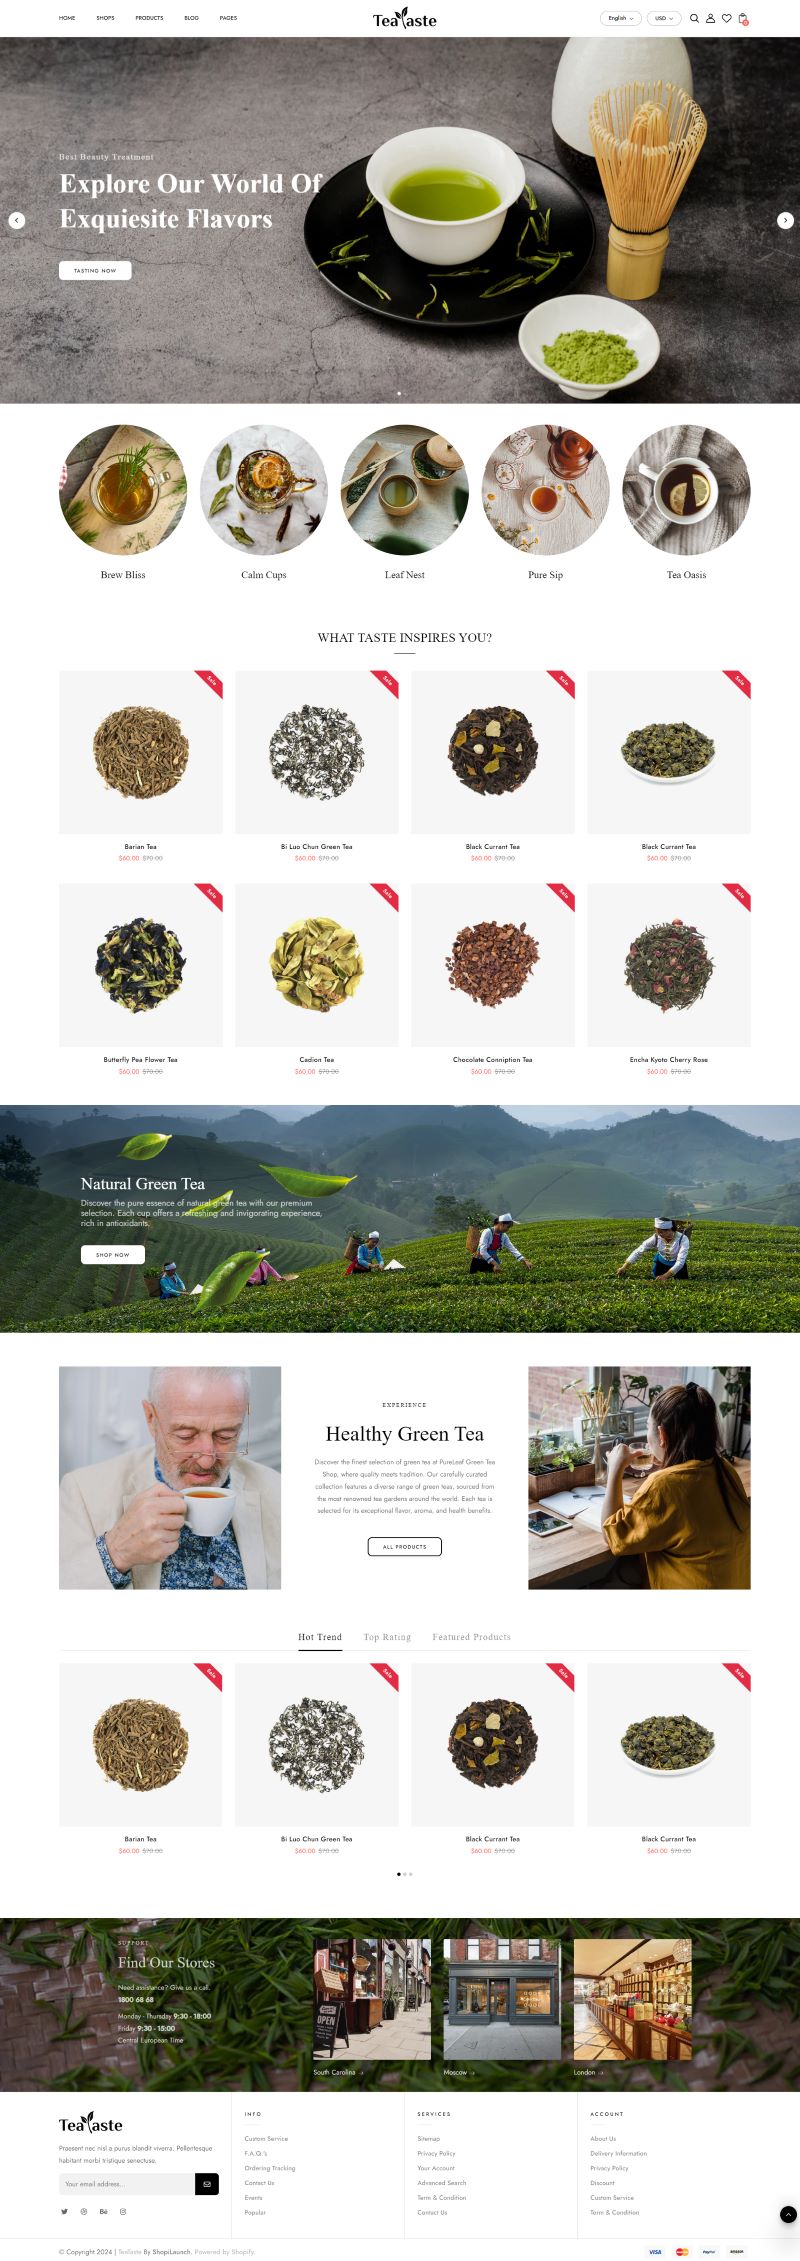 HOME SHOPS PRODUCTS BLOG PAGES
TeaTaste
English USD
0
Best Beauty Treatment
Explore Our World Of
Exquiesite Flavors
TASTING NOW
Brew Bliss Calm Cups Leaf Nest Pure Sip Tea Oasis
WHAT TASTE INSPIRES YOU?
Sale Sale Sale Sale
Barian Tea Bi Luo Chun Green Tea Black Currant Tea Black Currant Tea
$60.00 $70.00 $60.00 $70.00 $60.00 $70.00 $60.00 $70.00
Sale Sale Sale Sale
Butterfly Pea Flower Tea Cadion Tea Chocolate Conniption Tea Encha Kyoto Cherry Rose
$60.00 $70.00 $60.00 $70.00 $60.00 $70.00 $60.00 $70.00
Natural Green Tea
Discover the pure essence of natural green tea with our premium
selection. Each cup offers a refreshing and invigorating experience,
rich in antioxidants.
SHOP NOW
EXPERIENCE
Healthy Green Tea
Discover the finest selection of green tea at PureLeaf Green Tea
Shop, where quality meets tradition. Our carefully curated
collection features a diverse range of green teas, sourced from
the most renowned tea gardens around the world. Each tea is
selected for its exceptional flavor, aroma, and health benefits.
ALL PRODUCTS
Hot Trend Top Rating Featured Products
Sale Sale Sale Sale
Barian Tea Bi Luo Chun Green Tea Black Currant Tea Black Currant Tea
$60.00 $70.00 $60.00 $70.00 $60.00 $70.00 $60.00 $70.00
SUPPORT
Find Our Stores
Need assistance? Give us a call.
1800 68 68
Monday - Thursday 9:30 - 18:00
Friday 9:30 - 15:00
Central European Time
OPEN
South Carolina →
Moscow →
London →
TeaTaste
Praesent nec nisl a purus blandit viverra. Pellentesque
habitant morbi tristique senectuse.
Your email address...
INFO
Custom Service
F.A.Q.'s
Ordering Tracking
Contact Us
Events
Popular
SERVICES
Sitemap
Privacy Policy
Your Account
Advanced Search
Term & Condition
Contact Us
ACCOUNT
About Us
Delivery Information
Privacy Policy
Discount
Custom Service
Term & Condition
© Copyright 2024 | TeaTaste By ShopiLaunch. Powered by Shopify.
VISA MasterCard PayPal amazon